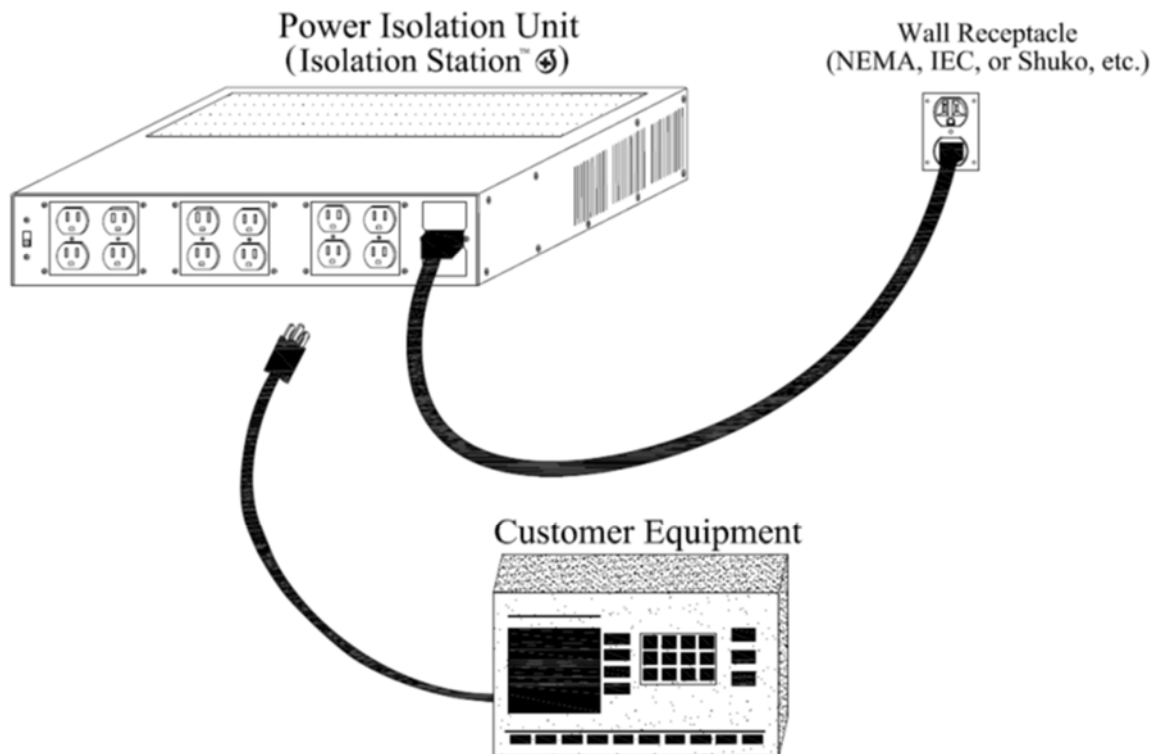 Power Isolation Unit
(Isolation Station™)
Wall Receptacle
(NEMA, IEC, or Shuko, etc.)
Customer Equipment